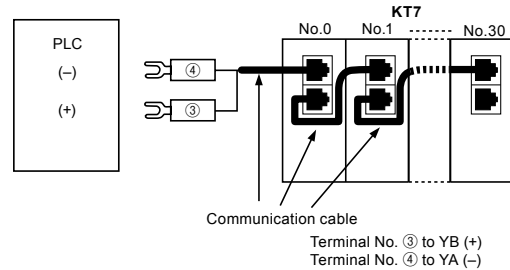 KT7
No.0 No.1 No.30
PLC
(–) ④
(+) ③
Communication cable
Terminal No. ③ to YB (+)
Terminal No. ④ to YA (–)